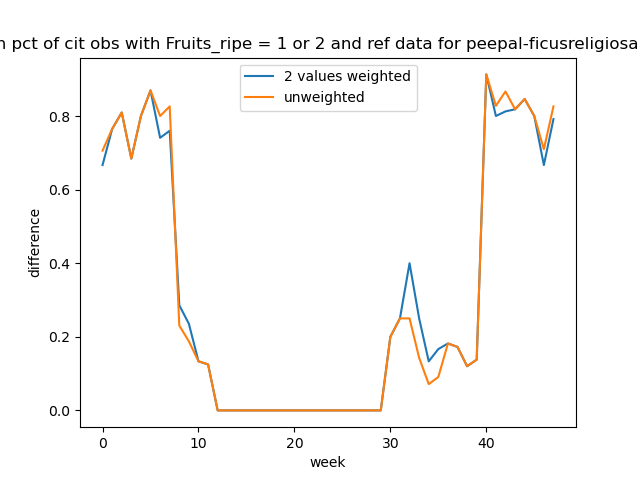 pct of cit obs with Fruits_ripe = 1 or 2 and ref data for peepal-ficusreligiosa
2 values weighted
unweighted
difference
0.8
0.6
0.4
0.2
0.0
0
10
20
30
40
week